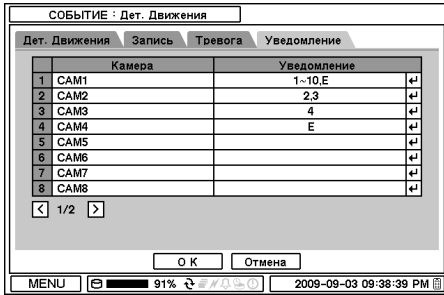 СОБЫТИЕ : Дет. Движения
Дет. Движения Запись Тревога Уведомление
Камера Уведомление
1 CAM1 1~10,E
2 CAM2 2,3
3 CAM3 4
4 CAM4 E
5 CAM5
6 CAM6
7 CAM7
8 CAM8
1/2
O K Отмена
MENU 91% 2009-09-03 09:38:39 PM